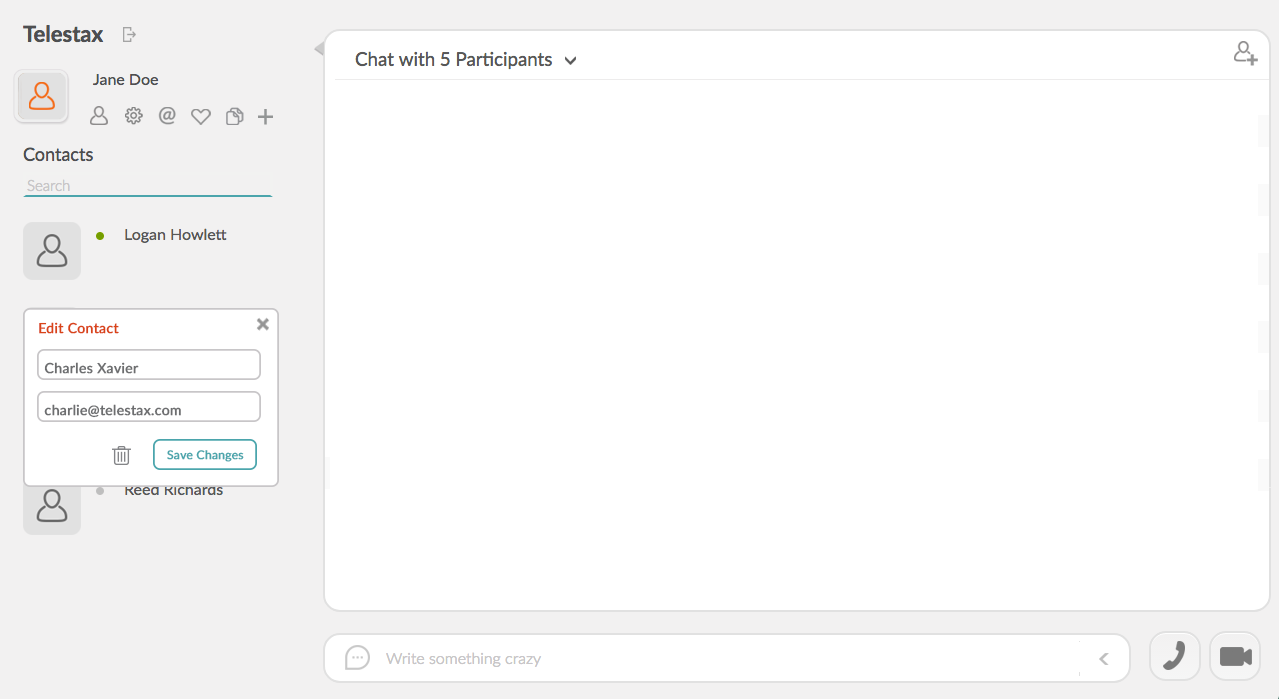 Telestax
Jane Doe
Contacts
Search
Logan Howlett
Edit Contact
Charles Xavier
charlie@telestax.com
Save Changes
Reed Richards
Chat with 5 Participants
Write something crazy